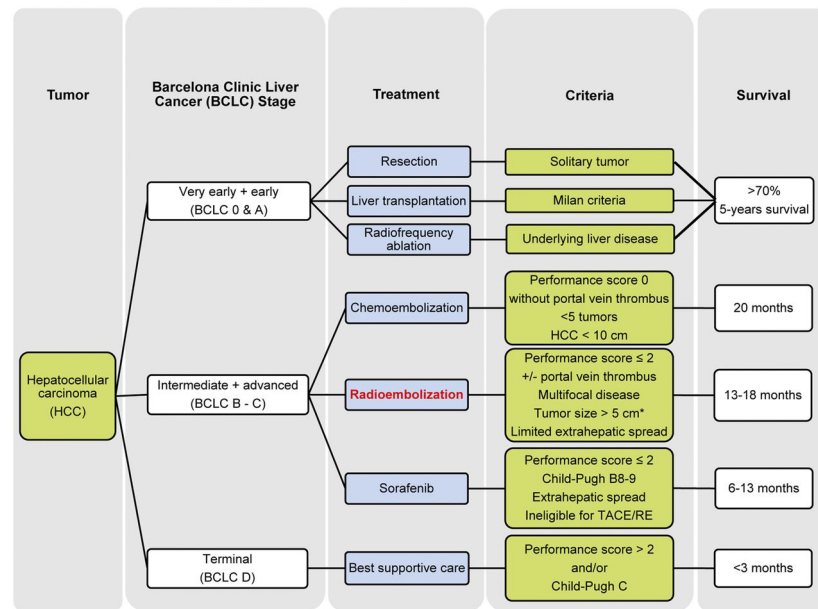 Tumor
Barcelona Clinic Liver
Cancer (BCLC) Stage
Treatment
Criteria
Survival
Hepatocellular
carcinoma
(HCC)
Very early + early
(BCLC 0 & A)
Resection
Solitary tumor
Liver transplantation
Milan criteria
Radiofrequency
ablation
Underlying liver disease
>70%
5-years survival
Intermediate + advanced
(BCLC B - C)
Chemoembolization
Performance score 0
without portal vein thrombus
<5 tumors
HCC < 10 cm
20 months
Radioembolization
Performance score ≤ 2
+/- portal vein thrombus
Multifocal disease
Tumor size > 5 cm*
Limited extrahepatic spread
13-18 months
Sorafenib
Performance score ≤ 2
Child-Pugh B8-9
Extrahepatic spread
Ineligible for TACE/RE
6-13 months
Terminal
(BCLC D)
Best supportive care
Performance score > 2
and/or
Child-Pugh C
<3 months